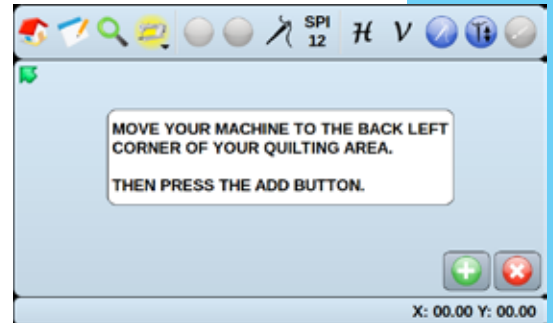 SPI
12
H V
MOVE YOUR MACHINE TO THE BACK LEFT
CORNER OF YOUR QUILTING AREA.
THEN PRESS THE ADD BUTTON.
X: 00.00 Y: 00.00